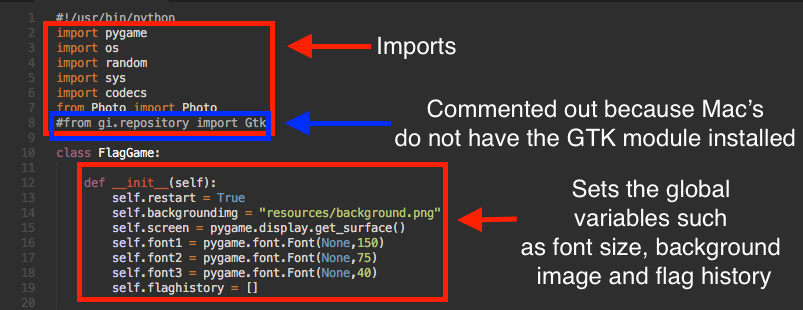 1 #!/usr/bin/python
2 import pygame
3 import os
4 import random
5 import sys
6 import codecs
7 from Photo import Photo
8 #from gi.repository import Gtk
9
10 class FlagGame:
11
12 def __init__(self):
13 self.restart = True
14 self.backgroundimg = "resources/background.png"
15 self.screen = pygame.display.get_surface()
16 self.font1 = pygame.font.Font(None,150)
17 self.font2 = pygame.font.Font(None,75)
18 self.font3 = pygame.font.Font(None,40)
19 self.flaghistory = []
20
Imports
Commented out because Mac's
do not have the GTK module installed
Sets the global
variables such
as font size, background
image and flag history